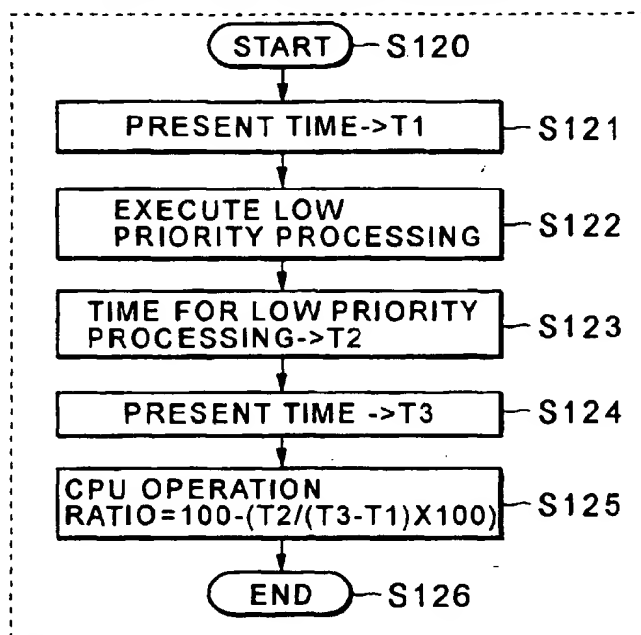 START S120
PRESENT TIME->T1 S121
EXECUTE LOW
PRIORITY PROCESSING S122
TIME FOR LOW PRIORITY
PROCESSING->T2 S123
PRESENT TIME ->T3 S124
CPU OPERATION
RATIO=100-(T2/(T3-T1)X100) S125
END S126